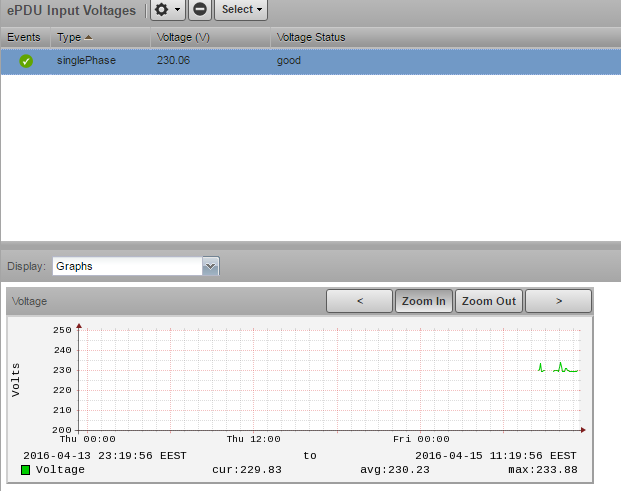 ePDU Input Voltages Select
Events Type Voltage (V) Voltage Status
singlePhase 230.06 good
Display: Graphs
Voltage < Zoom In Zoom Out >
Volts
250
240
230
220
210
200
Thu 00:00 Thu 12:00 Fri 00:00
2016-04-13 23:19:56 EEST to 2016-04-15 11:19:56 EEST
Voltage cur:229.83 avg:230.23 max:233.88